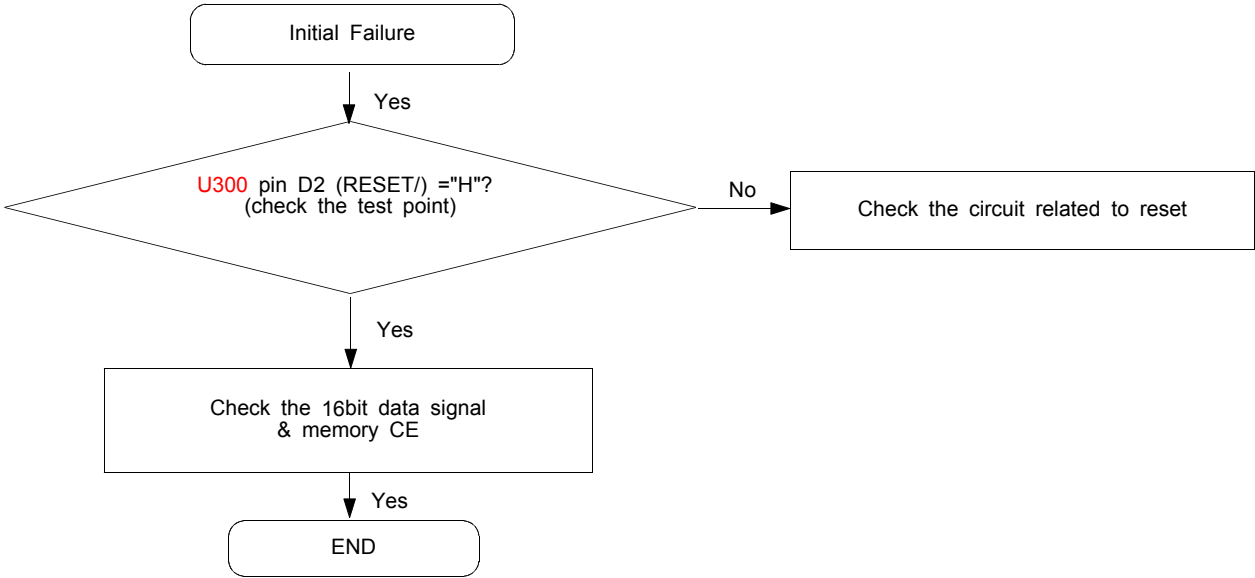 Initial Failure
Yes
U300 pin D2 (RESET/) ="H"?
(check the test point)
No
Check the circuit related to reset
Yes
Check the 16bit data signal
& memory CE
Yes
END